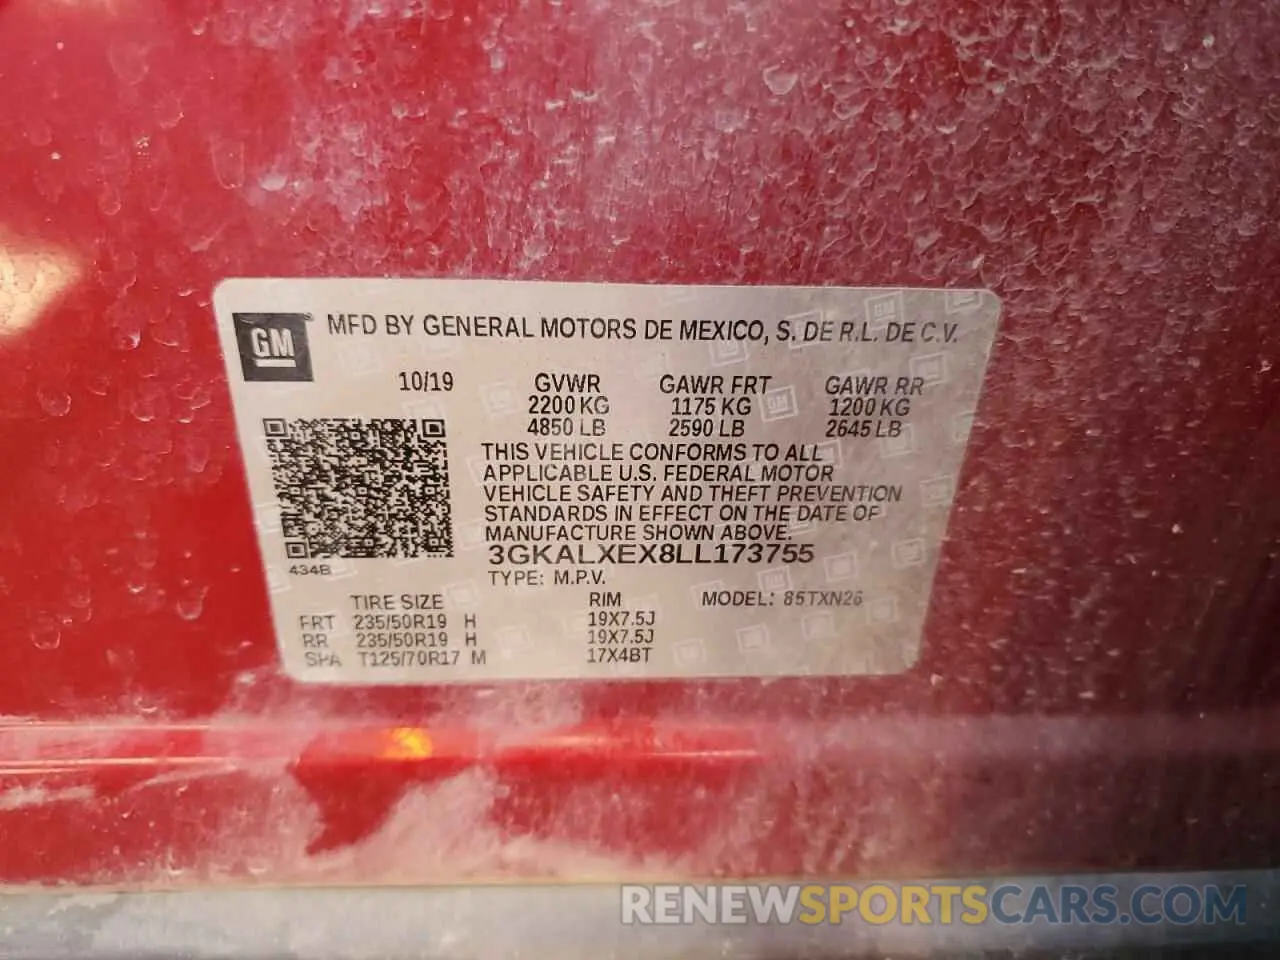 GM
MFD BY GENERAL MOTORS DE MEXICO, S. DE R.L. DE C.V.
10/19 GVWR GAWR FRT GAWR RR
2200 KG 1175 KG 1200 KG
4850 LB 2590 LB 2645 LB
THIS VEHICLE CONFORMS TO ALL
APPLICABLE U.S. FEDERAL MOTOR
VEHICLE SAFETY AND THEFT PREVENTION
STANDARDS IN EFFECT ON THE DATE OF
MANUFACTURE SHOWN ABOVE.
3GKALXEX8LL173755
434B
TYPE: M.P.V.
TIRE SIZE RIM MODEL: 85TXN26
FRT 235/50R19 H 19X7.5J
RR 235/50R19 H 19X7.5J
SPA T125/70R17 M 17X4BT
RENEWSPORTSCARS.COM